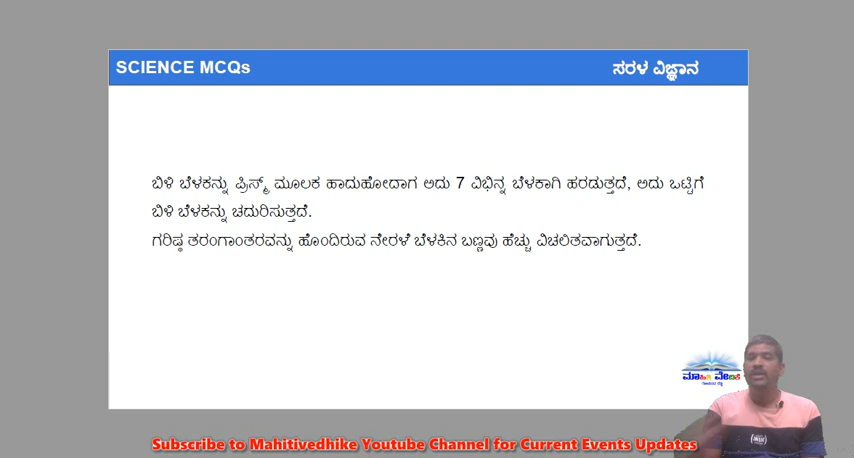 SCIENCE MCQs
ಸರಳ ವಿಜ್ಞಾನ
ಬಿಳಿ ಬೆಳಕನ್ನು ಪ್ರಿಸ್ಮ್ ಮೂಲಕ ಹಾದುಹೋದಾಗ ಅದು 7 ವಿಭಿನ್ನ ಬೆಳಕಾಗಿ ಹರಡುತ್ತದೆ, ಅದು ಒಟ್ಟಿಗೆ
ಬಿಳಿ ಬೆಳಕನ್ನು ಚದುರಿಸುತ್ತದೆ.
ಗರಿಷ್ಠ ತರಂಗಾಂತರವನ್ನು ಹೊಂದಿರುವ ನೇರಳೆ ಬೆಳಕಿನ ಬಣ್ಣವು ಹೆಚ್ಚು ವಿಚಲಿತವಾಗುತ್ತದೆ.
ಮಾಹಿತಿ ವೇದಿಕೆ
Subscribe to Mahitivedhike Youtube Channel for Current Events Updates